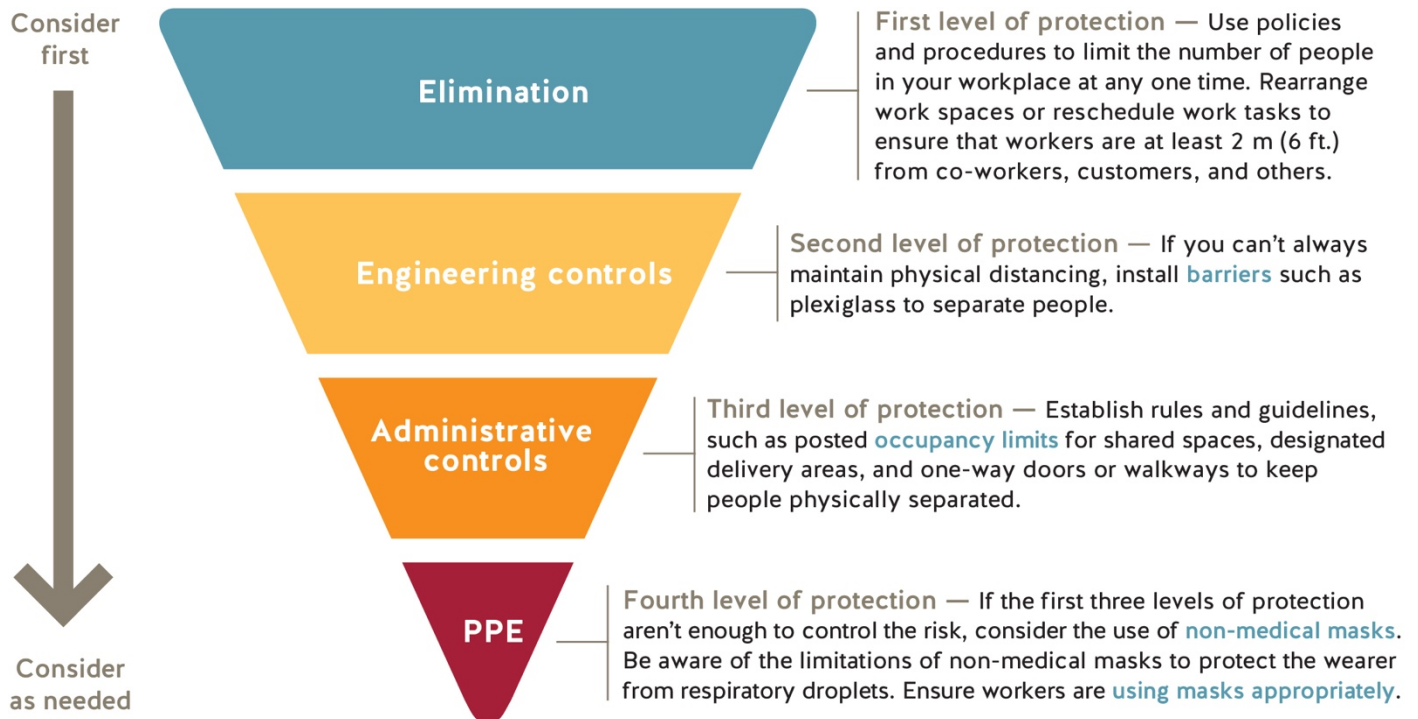 Consider
first
Elimination
First level of protection — Use policies
and procedures to limit the number of people
in your workplace at any one time. Rearrange
work spaces or reschedule work tasks to
ensure that workers are at least 2 m (6 ft.)
from co-workers, customers, and others.
Engineering controls
Second level of protection — If you can’t always
maintain physical distancing, install barriers such as
plexiglass to separate people.
Administrative
controls
Third level of protection — Establish rules and guidelines,
such as posted occupancy limits for shared spaces, designated
delivery areas, and one-way doors or walkways to keep
people physically separated.
PPE
Fourth level of protection — If the first three levels of protection
aren’t enough to control the risk, consider the use of non-medical masks.
Be aware of the limitations of non-medical masks to protect the wearer
from respiratory droplets. Ensure workers are using masks appropriately.
Consider
as needed